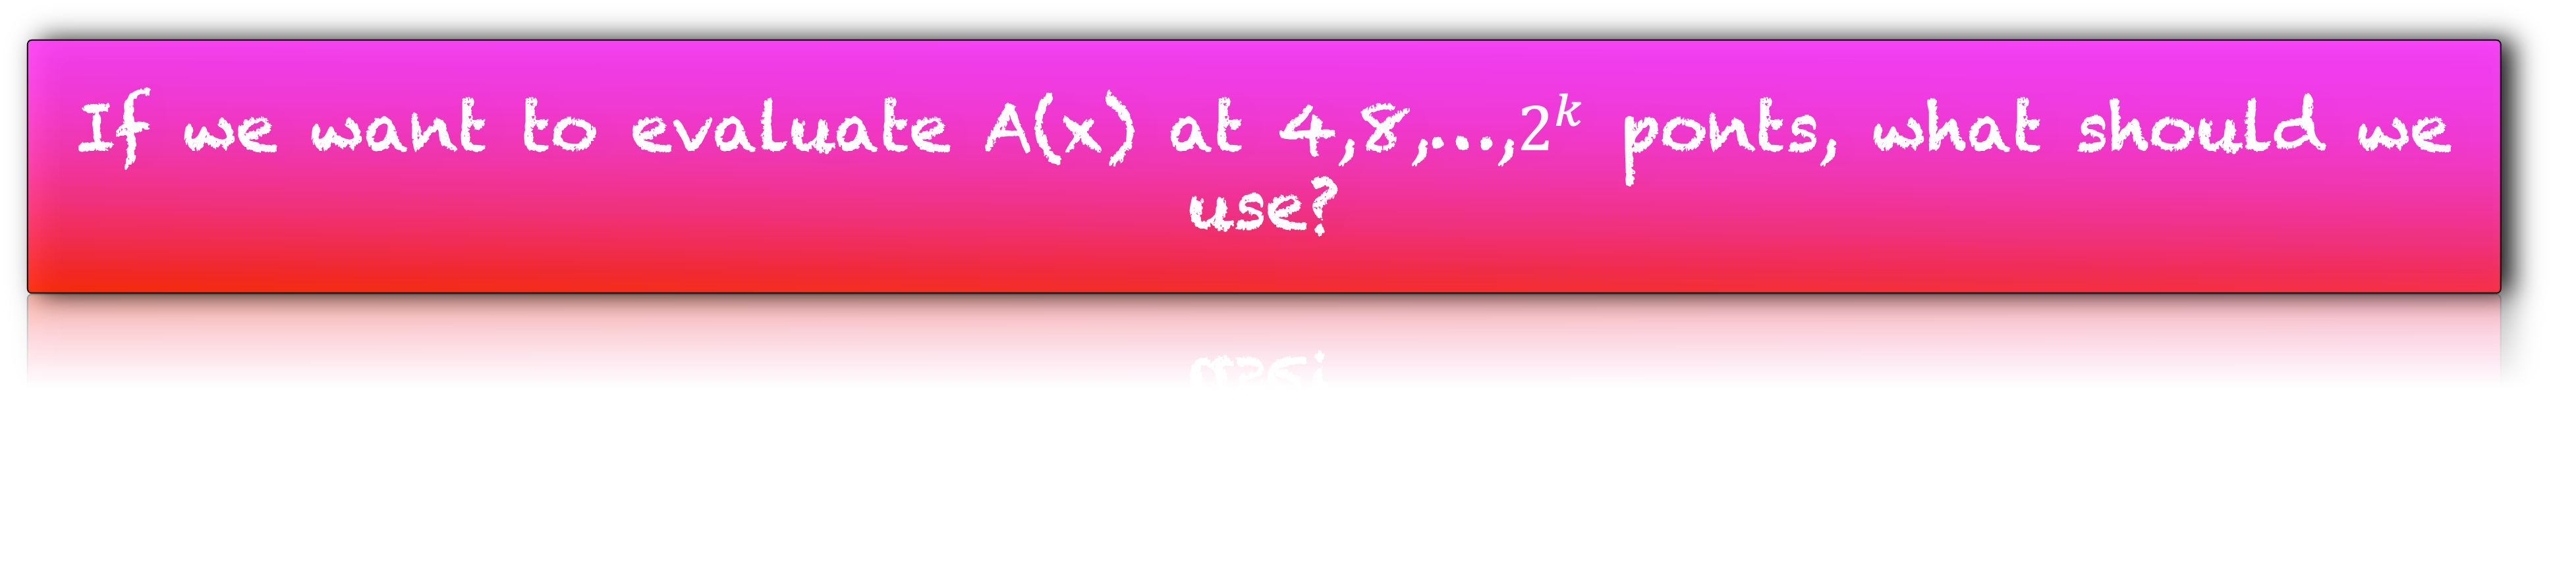 If we want to evaluate A(x) at 4,8,...,2^k ponts, what should we
use?